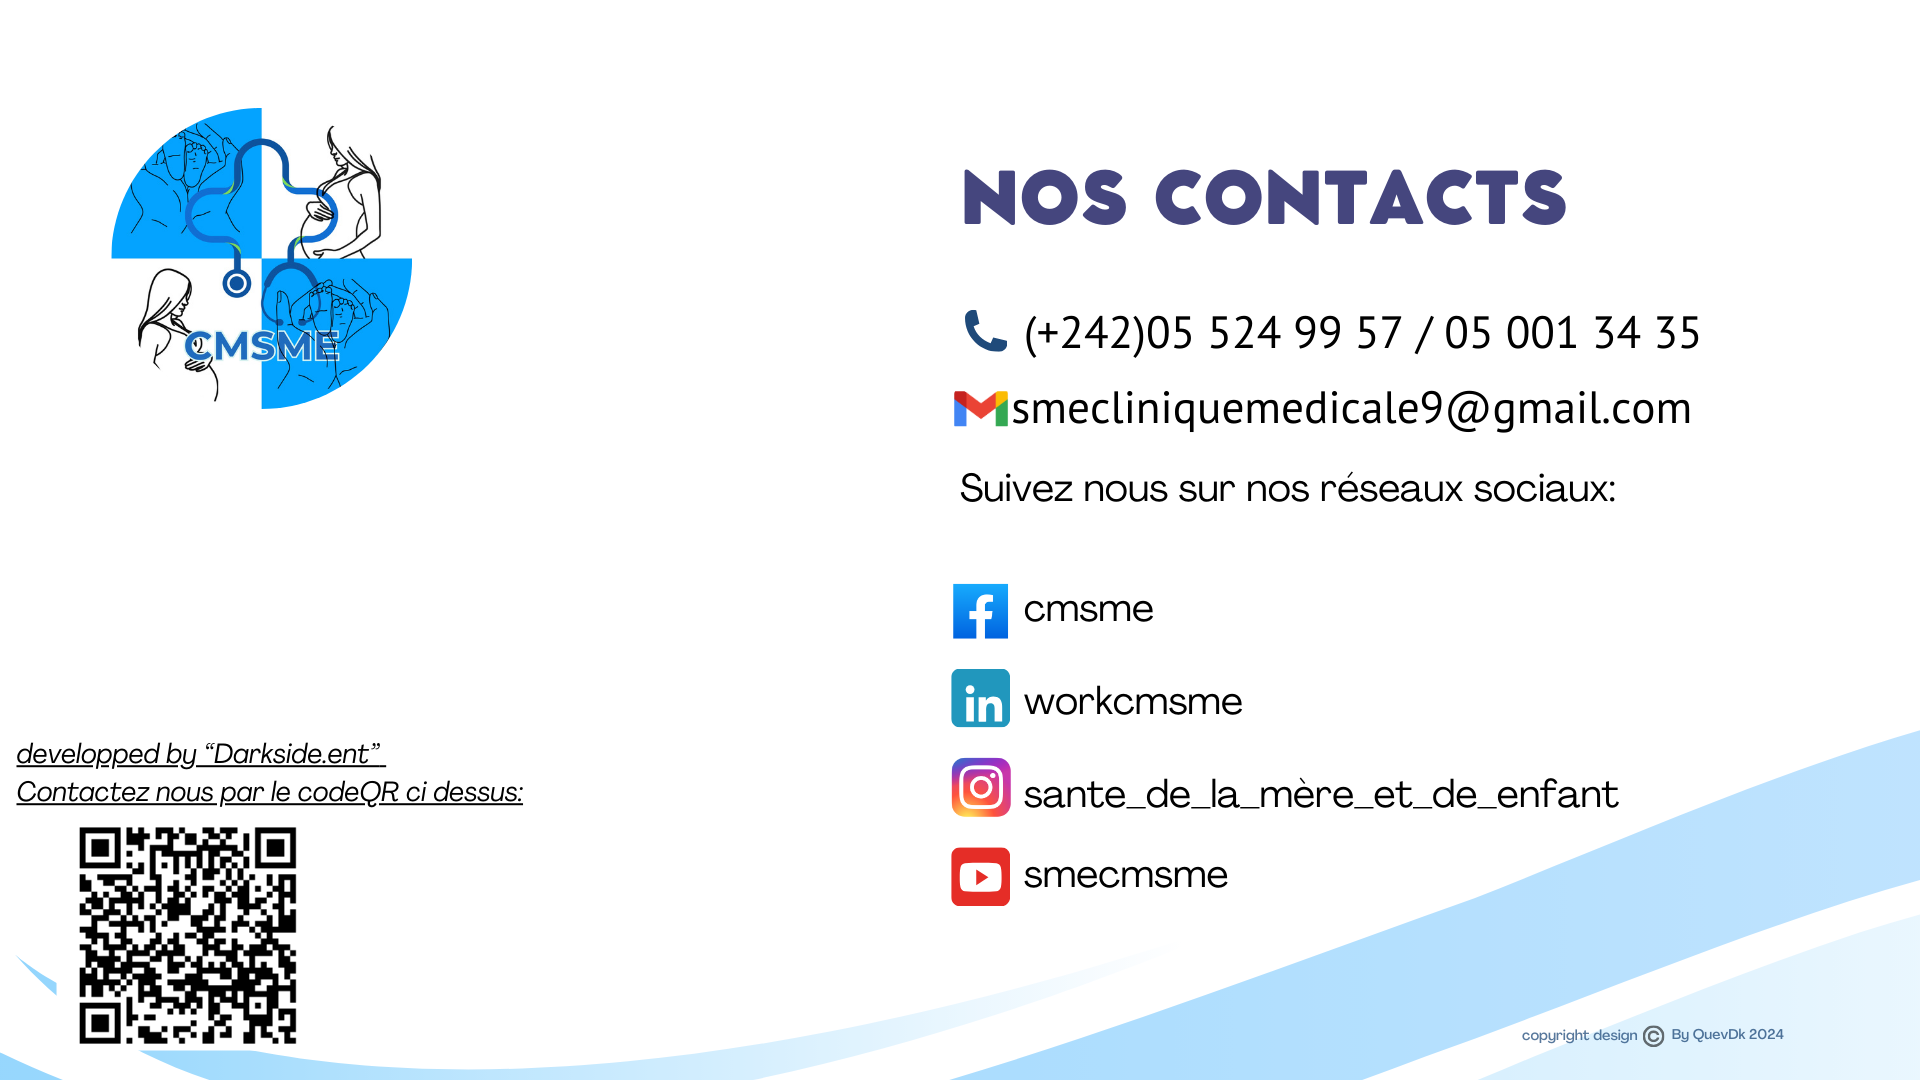 CMSME
NOS CONTACTS
(+242)05 524 99 57 / 05 001 34 35
smecliniquemedicale9@gmail.com
Suivez nous sur nos réseaux sociaux:
cmsme
workcmsme
sante_de_la_mère_et_de_enfant
smecmsme
developped by “Darkside.ent”
Contactez nous par le codeQR ci dessus:
copyright design © By QuevDk 2024